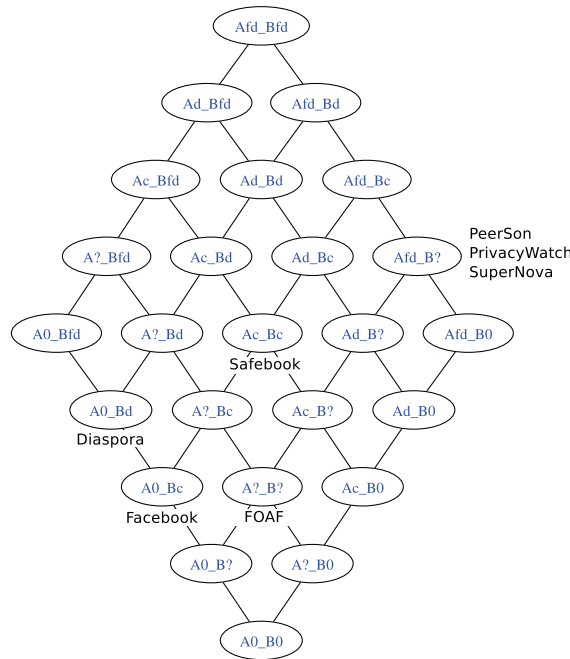 Afd_Bfd
Ad_Bfd
Afd_Bd
Ac_Bfd
Ad_Bd
Afd_Bc
PeerSon
PrivacyWatch
SuperNova
A?_Bfd
Ac_Bd
Ad_Bc
Afd_B?
A0_Bfd
A?_Bd
Ac_Bc
Ad_B?
Afd_B0
Safebook
A0_Bd
A?_Bc
Ac_B?
Ad_B0
Diaspora
A0_Bc
A?_B?
Ac_B0
Facebook
FOAF
A0_B?
A?_B0
A0_B0